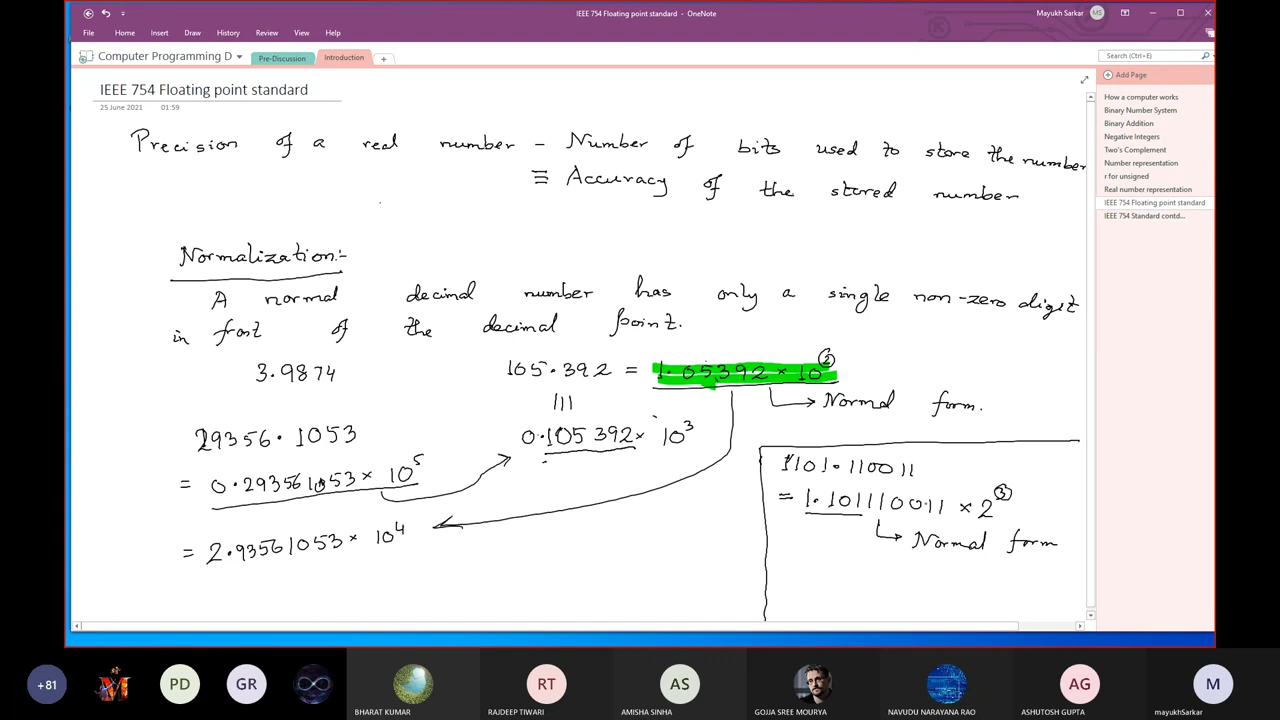 IEEE 754 Floating point standard - OneNote
Mayukh Sarkar MS
File Home Insert Draw History Review View Help
Computer Programming D Pre-Discussion Introduction +
Search (Ctrl+E)
Add Page
How a computer works
Binary Number System
Binary Addition
Negative Integers
Two's Complement
Number representation
r for unsigned
Real number representation
IEEE 754 Floating point standard
IEEE 754 Standard contd...
IEEE 754 Floating point standard
25 June 2021 01:59
Precision of a real number - Number of bits used to store the number
≡ Accuracy of the stored number
Normalization:-
A normal decimal number has only a single non-zero digit
in front of the decimal point.
3.9874
105.392 = 1.05392 × 10²
Normal form.
0.105392 × 10³
29356.1053
= 0.293561053 × 10⁵
= 2.93561053 × 10⁴
1101.110011
= 1.101110011 × 2³
Normal form
+81 PD GR RT AS AG M
BHARAT KUMAR RAJDEEP TIWARI AMISHA SINHA GOJJA SREE MOURYA NAVUDU NARAYANA RAO ASHUTOSH GUPTA mayukhSarkar